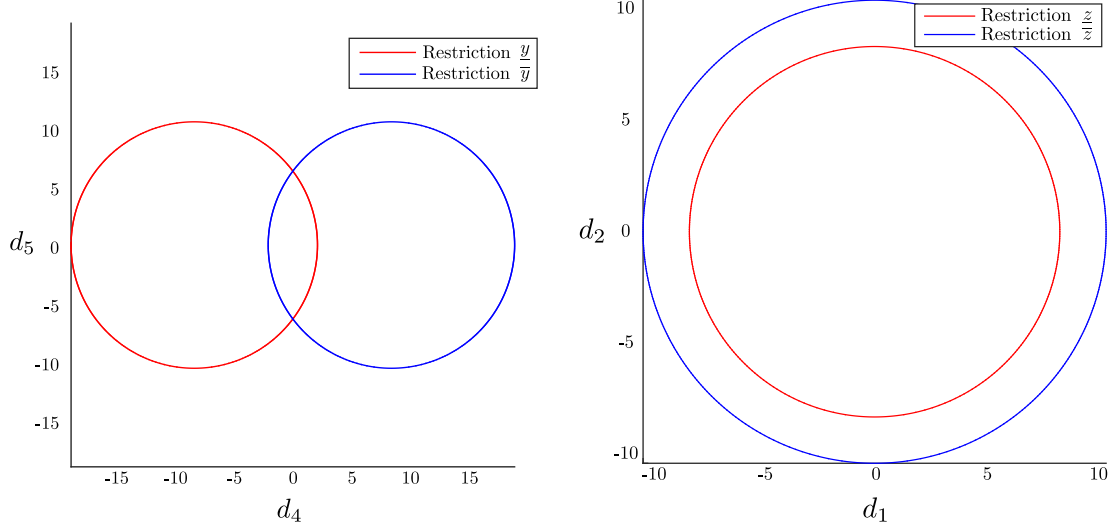 Restriction y̲
Restriction y̅
15
10
5
d₅ 0
-5
-10
-15
-15 -10 -5 0 5 10 15
d₄
Restriction z̲
Restriction z̅
10
5
d₂ 0
-5
-10
-10 -5 0 5 10
d₁